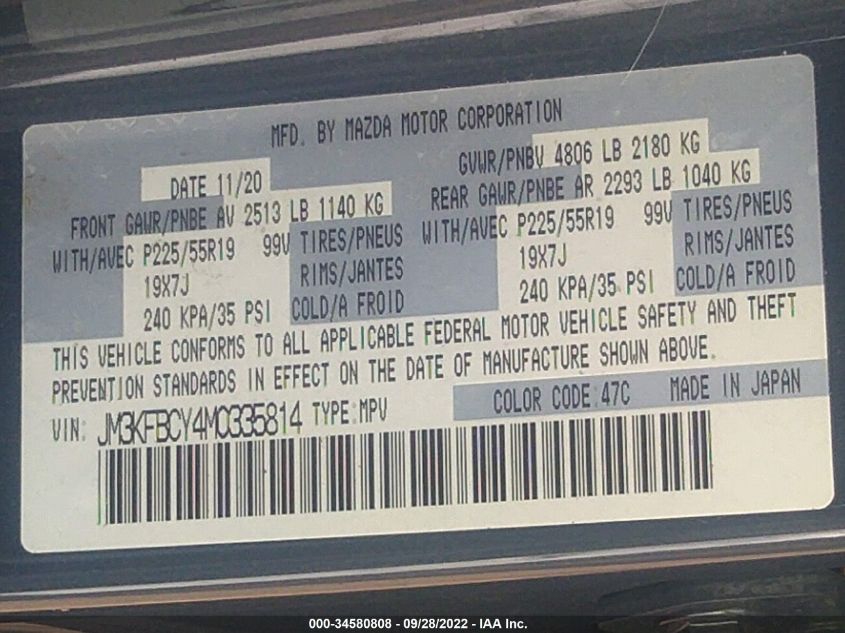 MFD. BY MAZDA MOTOR CORPORATION
DATE 11/20 GVWR/PNBV 4806 LB 2180 KG
FRONT GAWR/PNBE AV 2513 LB 1140 KG REAR GAWR/PNBE AR 2293 LB 1040 KG
WITH/AVEC P225/55R19 99V TIRES/PNEUS WITH/AVEC P225/55R19 99V TIRES/PNEUS
19X7J RIMS/JANTES 19X7J RIMS/JANTES
240 KPA/35 PSI COLD/A FROID 240 KPA/35 PSI COLD/A FROID
THIS VEHICLE CONFORMS TO ALL APPLICABLE FEDERAL MOTOR VEHICLE SAFETY AND THEFT
PREVENTION STANDARDS IN EFFECT ON THE DATE OF MANUFACTURE SHOWN ABOVE.
VIN: JM3KFBCY4M0335814 TYPE:MPV COLOR CODE:47C MADE IN JAPAN
000-34580808 - 09/28/2022 - IAA Inc.